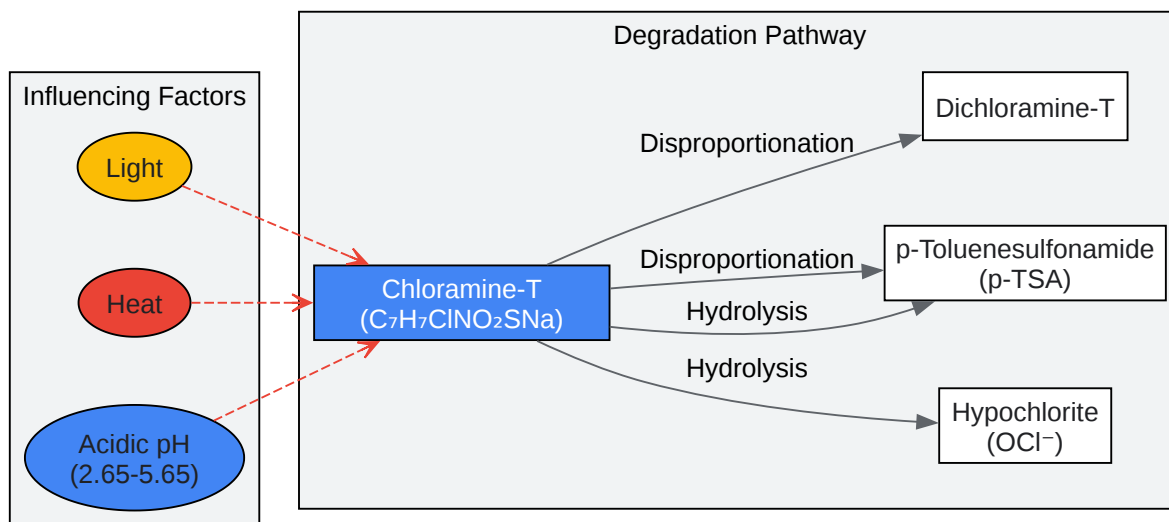 Degradation Pathway
Influencing Factors
Light
Heat
Acidic pH
(2.65-5.65)
Chloramine-T
(C₇H₇ClNO₂SNa)
Disproportionation
Dichloramine-T
Disproportionation
p-Toluenesulfonamide
(p-TSA)
Hydrolysis
Hydrolysis
Hypochlorite
(OCl⁻)